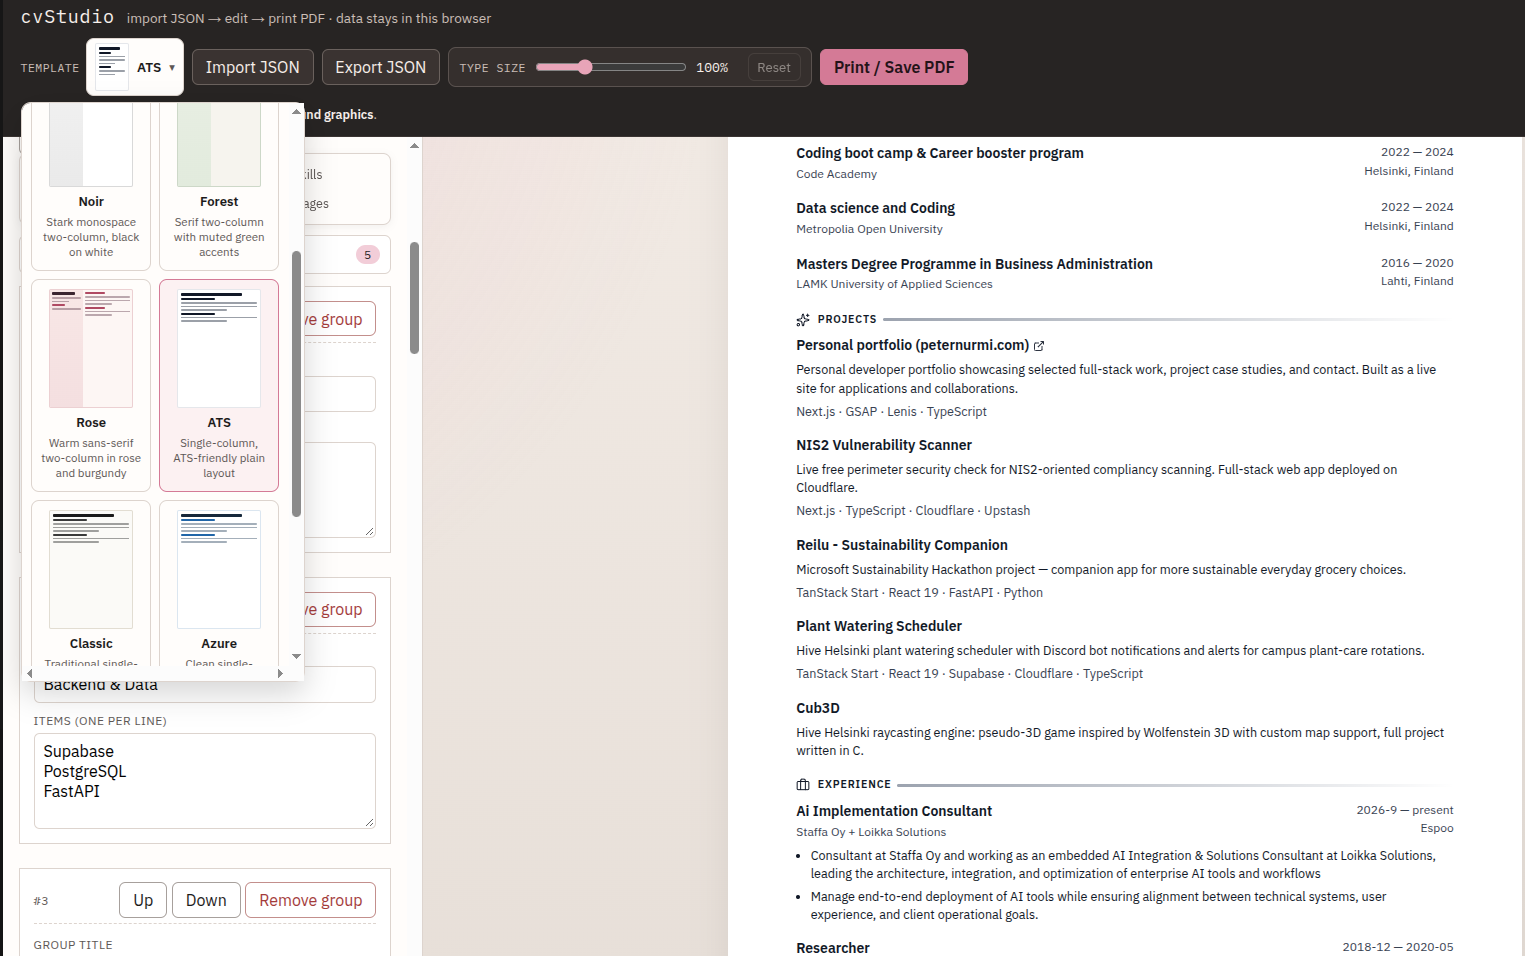 cvStudio import JSON → edit → print PDF · data stays in this browser
TEMPLATE ATS ▾ Import JSON Export JSON TYPE SIZE 100% Reset Print / Save PDF
nd graphics.
Noir
Stark monospace
two-column, black
on white
Forest
Serif two-column
with muted green
accents
Rose
Warm sans-serif
two-column in rose
and burgundy
ATS
Single-column,
ATS-friendly plain
layout
Classic
Traditional single-
Azure
Clean single-
ills
ages
5
ve group
ve group
Backend & Data
ITEMS (ONE PER LINE)
Supabase
PostgreSQL
FastAPI
#3 Up Down Remove group
GROUP TITLE
Coding boot camp & Career booster program 2022 — 2024
Code Academy Helsinki, Finland
Data science and Coding 2022 — 2024
Metropolia Open University Helsinki, Finland
Masters Degree Programme in Business Administration 2016 — 2020
LAMK University of Applied Sciences Lahti, Finland
PROJECTS
Personal portfolio (peternurmi.com)
Personal developer portfolio showcasing selected full-stack work, project case studies, and contact. Built as a live
site for applications and collaborations.
Next.js · GSAP · Lenis · TypeScript
NIS2 Vulnerability Scanner
Live free perimeter security check for NIS2-oriented compliancy scanning. Full-stack web app deployed on
Cloudflare.
Next.js · TypeScript · Cloudflare · Upstash
Reilu - Sustainability Companion
Microsoft Sustainability Hackathon project — companion app for more sustainable everyday grocery choices.
TanStack Start · React 19 · FastAPI · Python
Plant Watering Scheduler
Hive Helsinki plant watering scheduler with Discord bot notifications and alerts for campus plant-care rotations.
TanStack Start · React 19 · Supabase · Cloudflare · TypeScript
Cub3D
Hive Helsinki raycasting engine: pseudo-3D game inspired by Wolfenstein 3D with custom map support, full project
written in C.
EXPERIENCE
Ai Implementation Consultant 2026-9 — present
Staffa Oy + Loikka Solutions Espoo
• Consultant at Staffa Oy and working as an embedded AI Integration & Solutions Consultant at Loikka Solutions,
leading the architecture, integration, and optimization of enterprise AI tools and workflows
• Manage end-to-end deployment of AI tools while ensuring alignment between technical systems, user
experience, and client operational goals.
Researcher 2018-12 — 2020-05